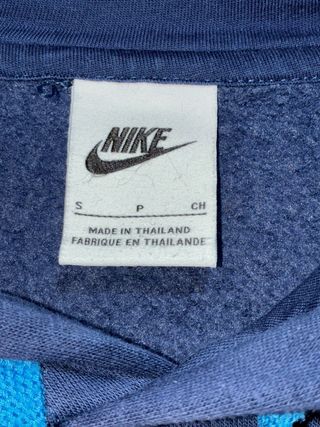 NIKE
S P CH
MADE IN THAILAND
FABRIQUE EN THAILANDE